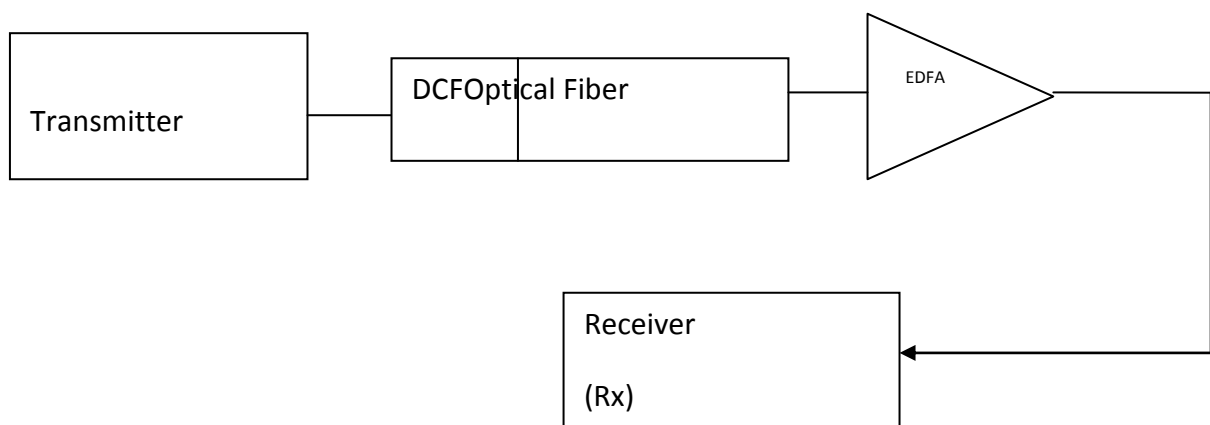 Transmitter
DCFOptical Fiber
EDFA
Receiver
(Rx)